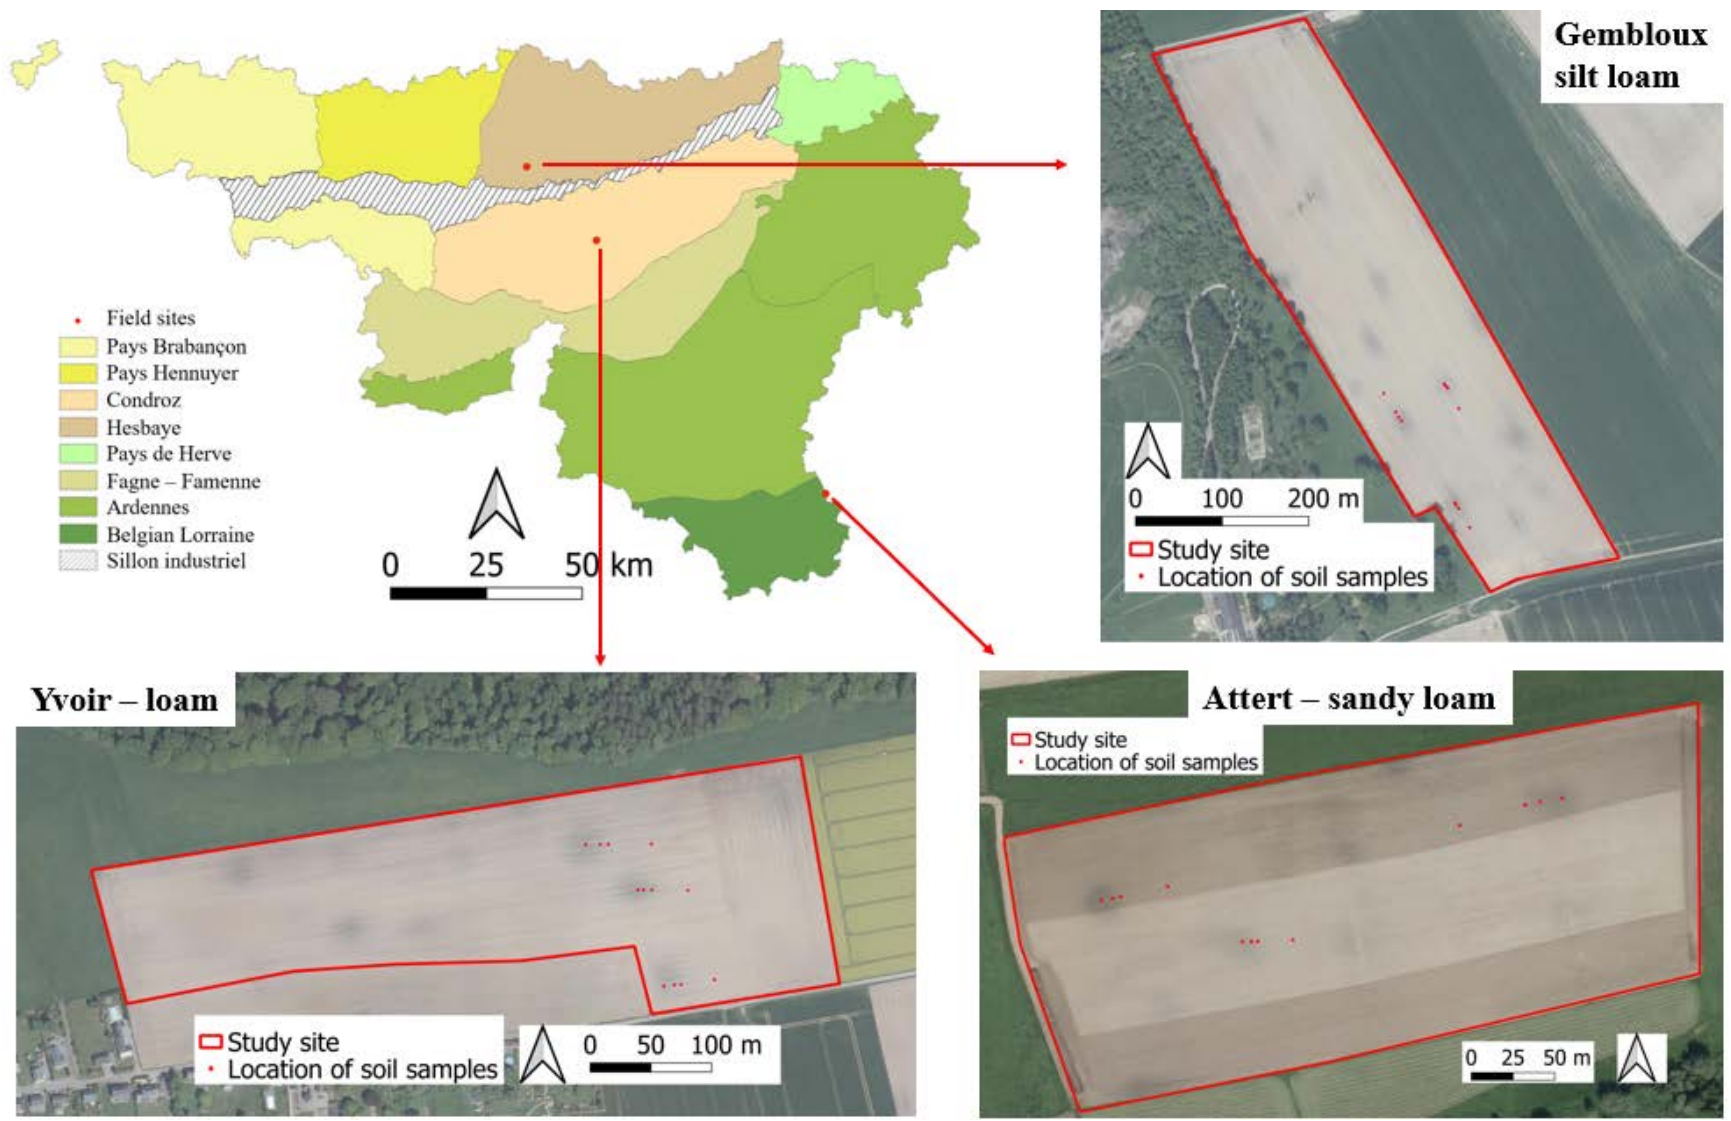 Gembloux
silt loam
Field sites
Pays Brabançon
Pays Hennuyer
Condroz
Hesbaye
Pays de Herve
Fagne – Famenne
Ardennes
Belgian Lorraine
Sillon industriel
0 25 50 km
0 100 200 m
Study site
Location of soil samples
Yvoir – loam
Study site
Location of soil samples
0 50 100 m
Attert – sandy loam
Study site
Location of soil samples
0 25 50 m